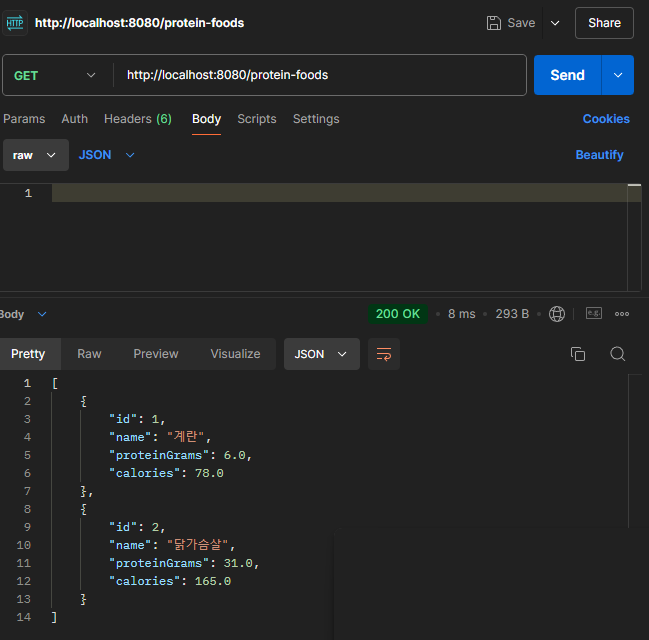 HTTP http://localhost:8080/protein-foods Save Share
GET http://localhost:8080/protein-foods Send
Params Auth Headers (6) Body Scripts Settings Cookies
raw JSON Beautify
1
Body 200 OK 8 ms 293 B e.g.
Pretty Raw Preview Visualize JSON
1 [
2 {
3 "id": 1,
4 "name": "계란",
5 "proteinGrams": 6.0,
6 "calories": 78.0
7 },
8 {
9 "id": 2,
10 "name": "닭가슴살",
11 "proteinGrams": 31.0,
12 "calories": 165.0
13 }
14 ]